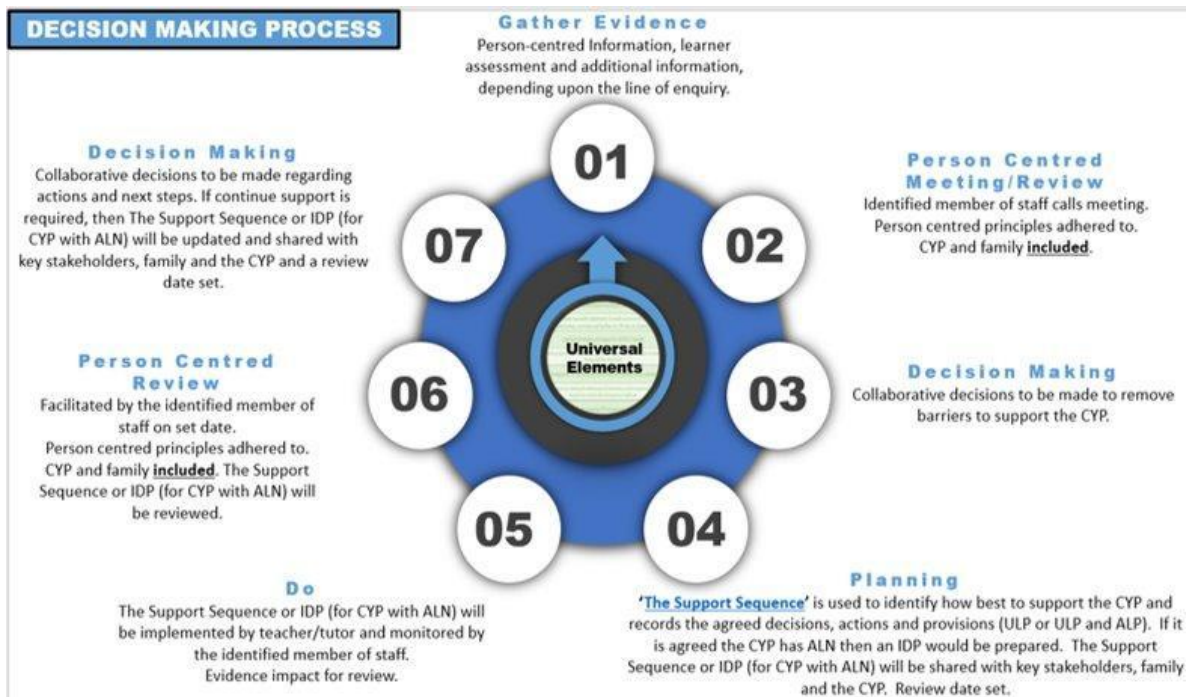 DECISION MAKING PROCESS
Gather Evidence
Person-centred Information, learner
assessment and additional information,
depending upon the line of enquiry.
01
Person Centred
Meeting/Review
Identified member of staff calls meeting.
Person centred principles adhered to.
CYP and family included.
02
Decision Making
Collaborative decisions to be made to remove
barriers to support the CYP.
03
Planning
'The Support Sequence' is used to identify how best to support the CYP and
records the agreed decisions, actions and provisions (ULP or ULP and ALP). If it
is agreed the CYP has ALN then an IDP would be prepared. The Support
Sequence or IDP (for CYP with ALN) will be shared with key stakeholders, family
and the CYP. Review date set.
04
Do
The Support Sequence or IDP (for CYP with ALN) will
be implemented by teacher/tutor and monitored by
the identified member of staff.
Evidence impact for review.
05
Person Centred
Review
Facilitated by the identified member of
staff on set date.
Person centred principles adhered to.
CYP and family included. The Support
Sequence or IDP (for CYP with ALN) will
be reviewed.
06
Decision Making
Collaborative decisions to be made regarding
actions and next steps. If continue support is
required, then The Support Sequence or IDP (for
CYP with ALN) will be updated and shared with
key stakeholders, family and the CYP and a review
date set.
07
Universal
Elements